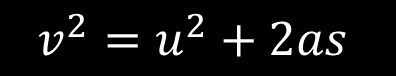 v² = u² + 2as